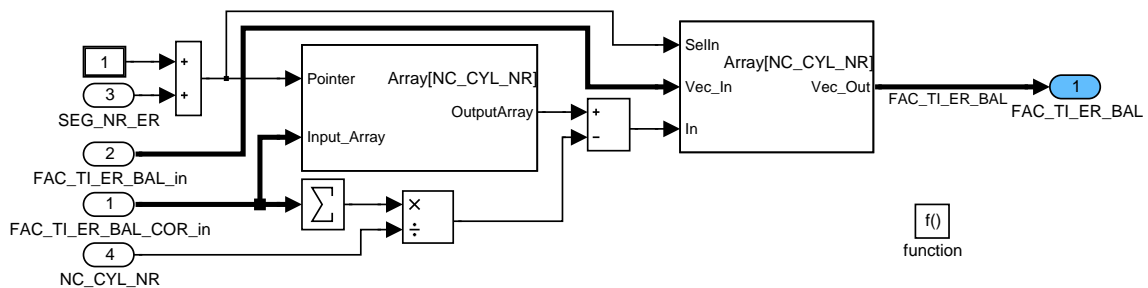 1
+
+
3
SEG_NR_ER
2
FAC_TI_ER_BAL_in
1
FAC_TI_ER_BAL_COR_in
4
NC_CYL_NR
Pointer
Array[NC_CYL_NR]
OutputArray
Input_Array
∑
×
÷
+
−
SelIn
Array[NC_CYL_NR]
Vec_In
Vec_Out
In
FAC_TI_ER_BAL
1
FAC_TI_ER_BAL
f()
function